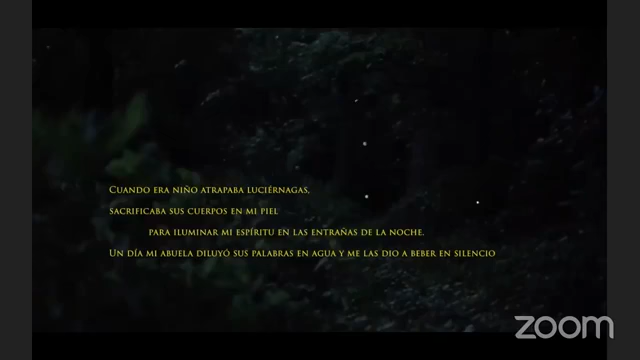 Cuando era niño atrapaba luciérnagas,
sacrificaba sus cuerpos en mi piel
para iluminar mi espíritu en las entrañas de la noche.
Un día mi abuela diluyó sus palabras en agua y me las dio a beber en silencio
zoom